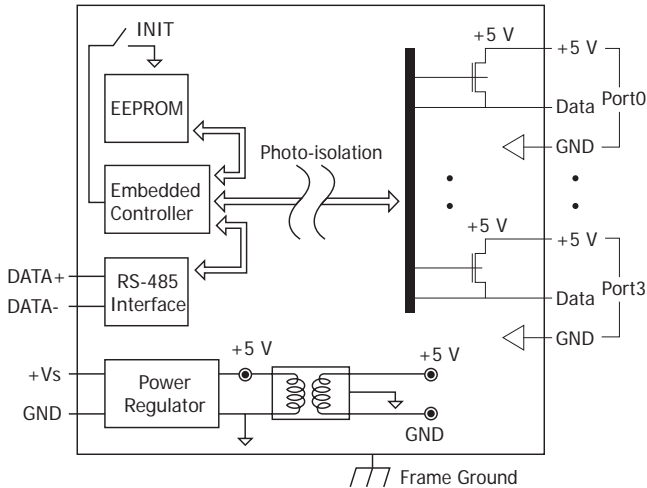 INIT
+5 V
+5 V
EEPROM
Data
Port0
Photo-isolation
GND
Embedded
Controller
+5 V
+5 V
DATA+
DATA-
RS-485
Interface
Data
Port3
GND
+5 V
+5 V
+Vs
Power
Regulator
GND
GND
Frame Ground